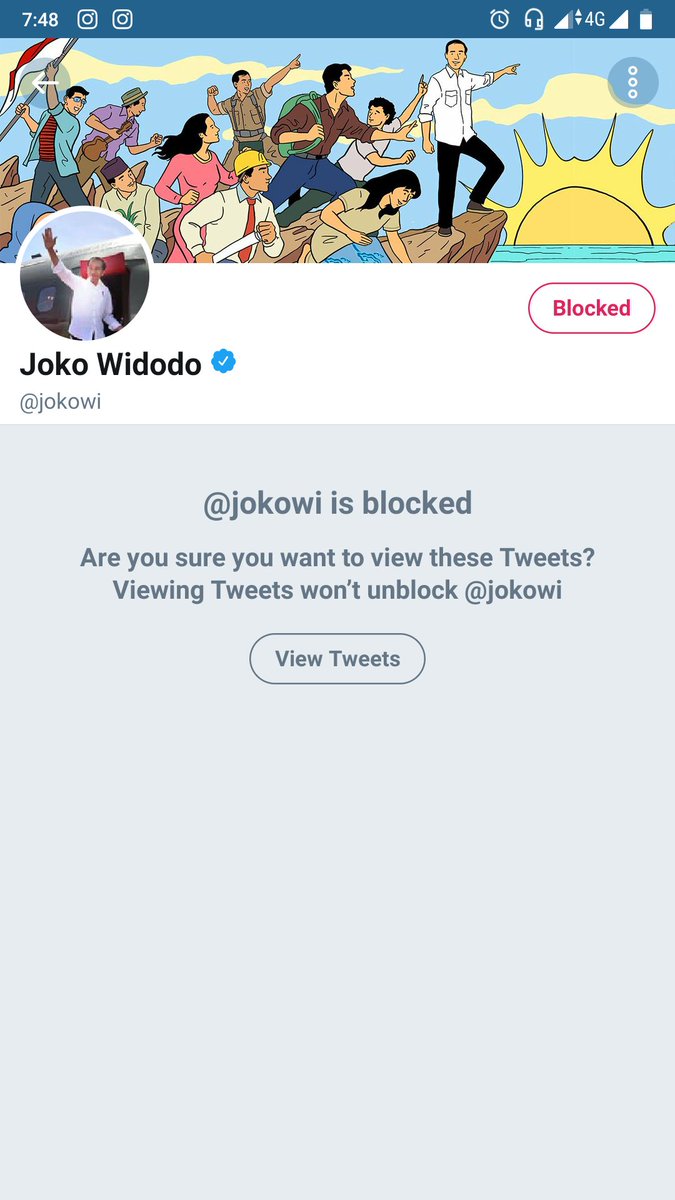 7:48
4G
Blocked
Joko Widodo
@jokowi
@jokowi is blocked
Are you sure you want to view these Tweets?
Viewing Tweets won’t unblock @jokowi
View Tweets